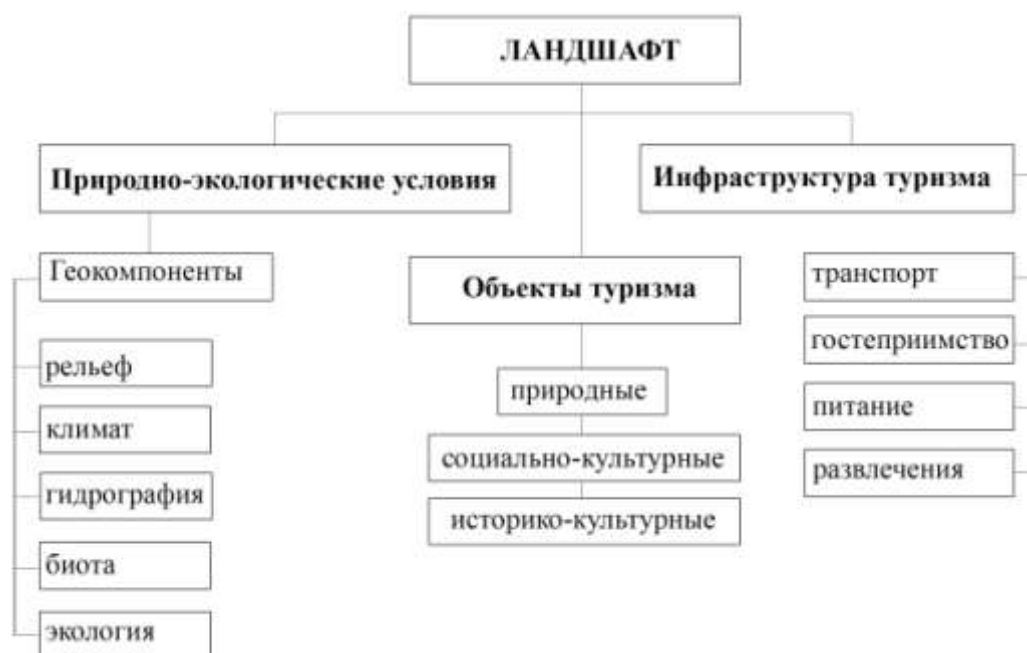 ЛАНДШАФТ
Природно-экологические условия
Инфраструктура туризма
Геокомпоненты
рельеф
климат
гидрография
биота
экология
Объекты туризма
природные
социально-культурные
историко-культурные
транспорт
гостеприимство
питание
развлечения